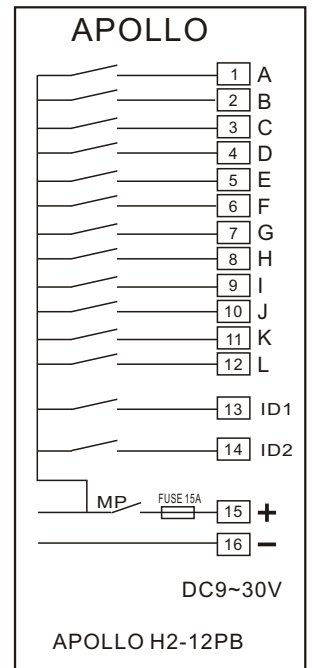 APOLLO
1 A
2 B
3 C
4 D
5 E
6 F
7 G
8 H
9 I
10 J
11 K
12 L
13 ID1
14 ID2
MP FUSE 15A 15 +
16 −
DC9~30V
APOLLO H2-12PB